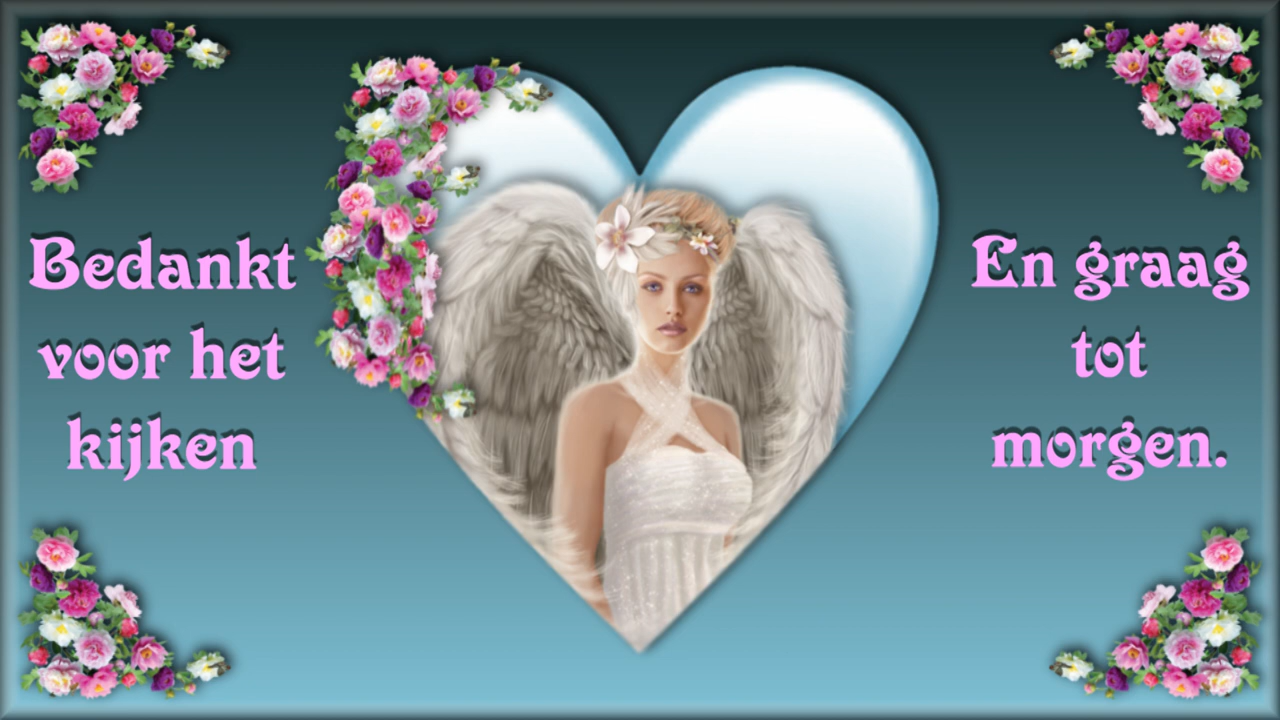 Bedankt
voor het
kijken
En graag
tot
morgen.